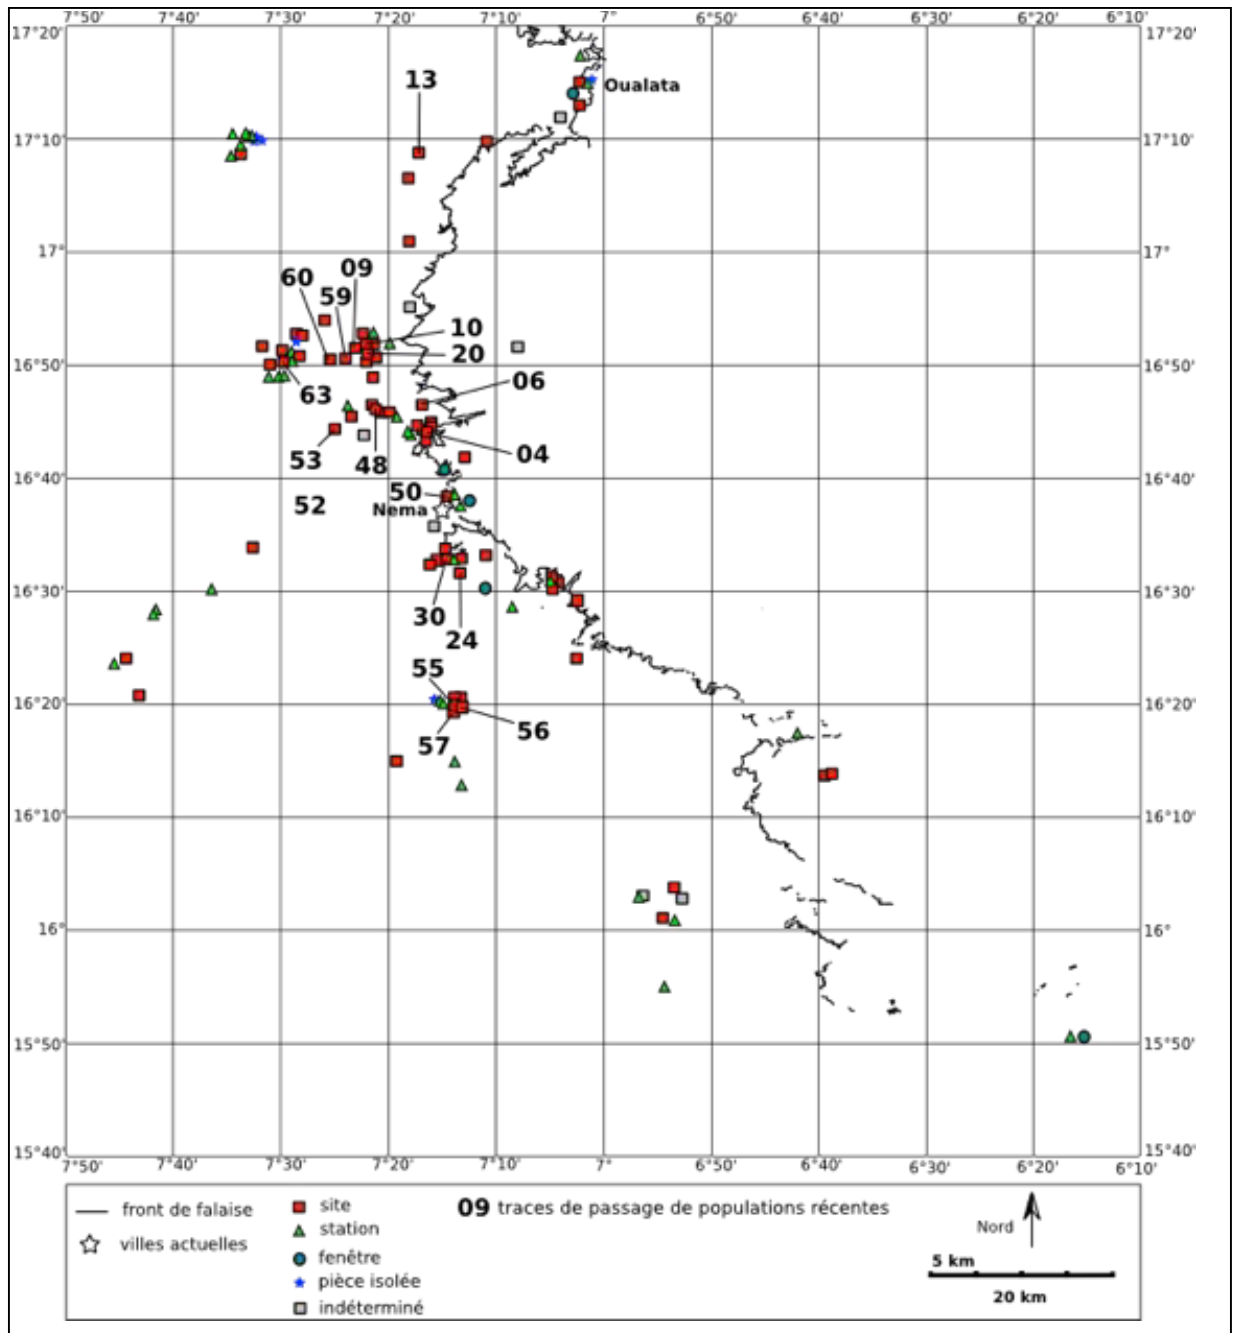 7°50' 7°40' 7°30' 7°20' 7°10' 7° 6°50' 6°40' 6°30' 6°20' 6°10'
17°20' 17°20'
13 Oualata
17°10' 17°10'
17° 17°
60 09
59
10
20
16°50' 16°50'
63 06
53 48 04
16°40' 16°40'
52 50
Nema
16°30' 16°30'
30
24
55
16°20' 16°20'
57 56
16°10' 16°10'
16° 16°
15°50' 15°50'
15°40' 15°40'
7°50' 7°40' 7°30' 7°20' 7°10' 7° 6°50' 6°40' 6°30' 6°20' 6°10'
front de falaise
villes actuelles
site
station
fenêtre
pièce isolée
indéterminé
09 traces de passage de populations récentes
Nord
5 km
20 km